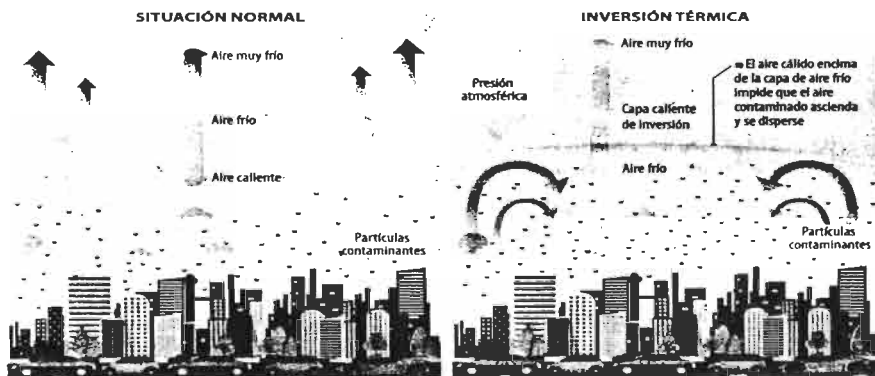 SITUACIÓN NORMAL
Aire muy frío
Aire frío
Aire caliente
Partículas
contaminantes
INVERSIÓN TÉRMICA
Aire muy frío
Presión
atmosférica
Capa caliente
de inversión
Aire frío
El aire cálido encima
de la capa de aire frío
impide que el aire
contaminado ascienda
y se disperse
Partículas
contaminantes